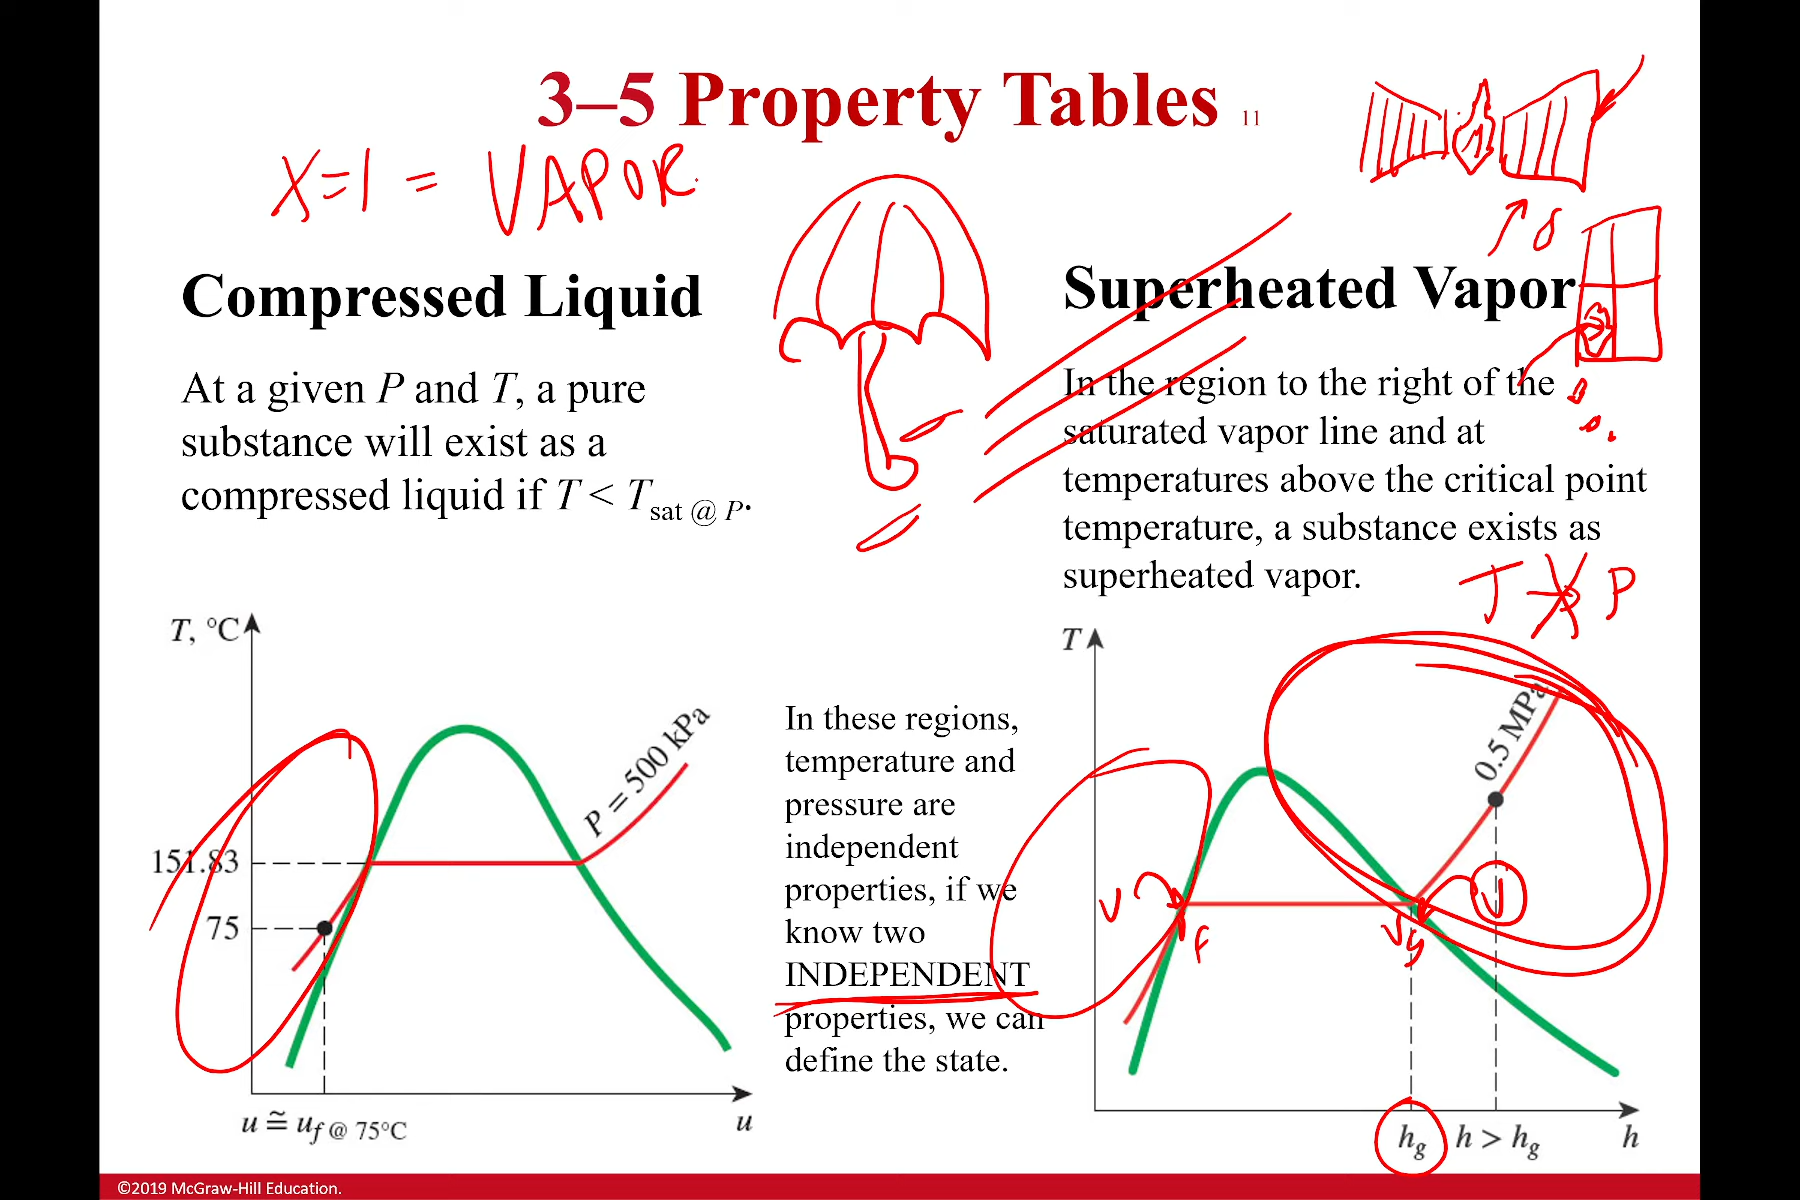 3–5 Property Tables 11
X=1 = VAPOR
Compressed Liquid
At a given P and T, a pure
substance will exist as a
compressed liquid if T < Tsat @ P.
Superheated Vapor
In the region to the right of the
saturated vapor line and at
temperatures above the critical point
temperature, a substance exists as
superheated vapor.
T P
T, °C
P = 500 kPa
151.83
75
u ≅ uf @ 75°C
u
In these regions,
temperature and
pressure are
independent
properties, if we
know two
INDEPENDENT
properties, we can
define the state.
T
0.5 MPa
V
F
Vg
V
hg
h > hg
h
©2019 McGraw-Hill Education.